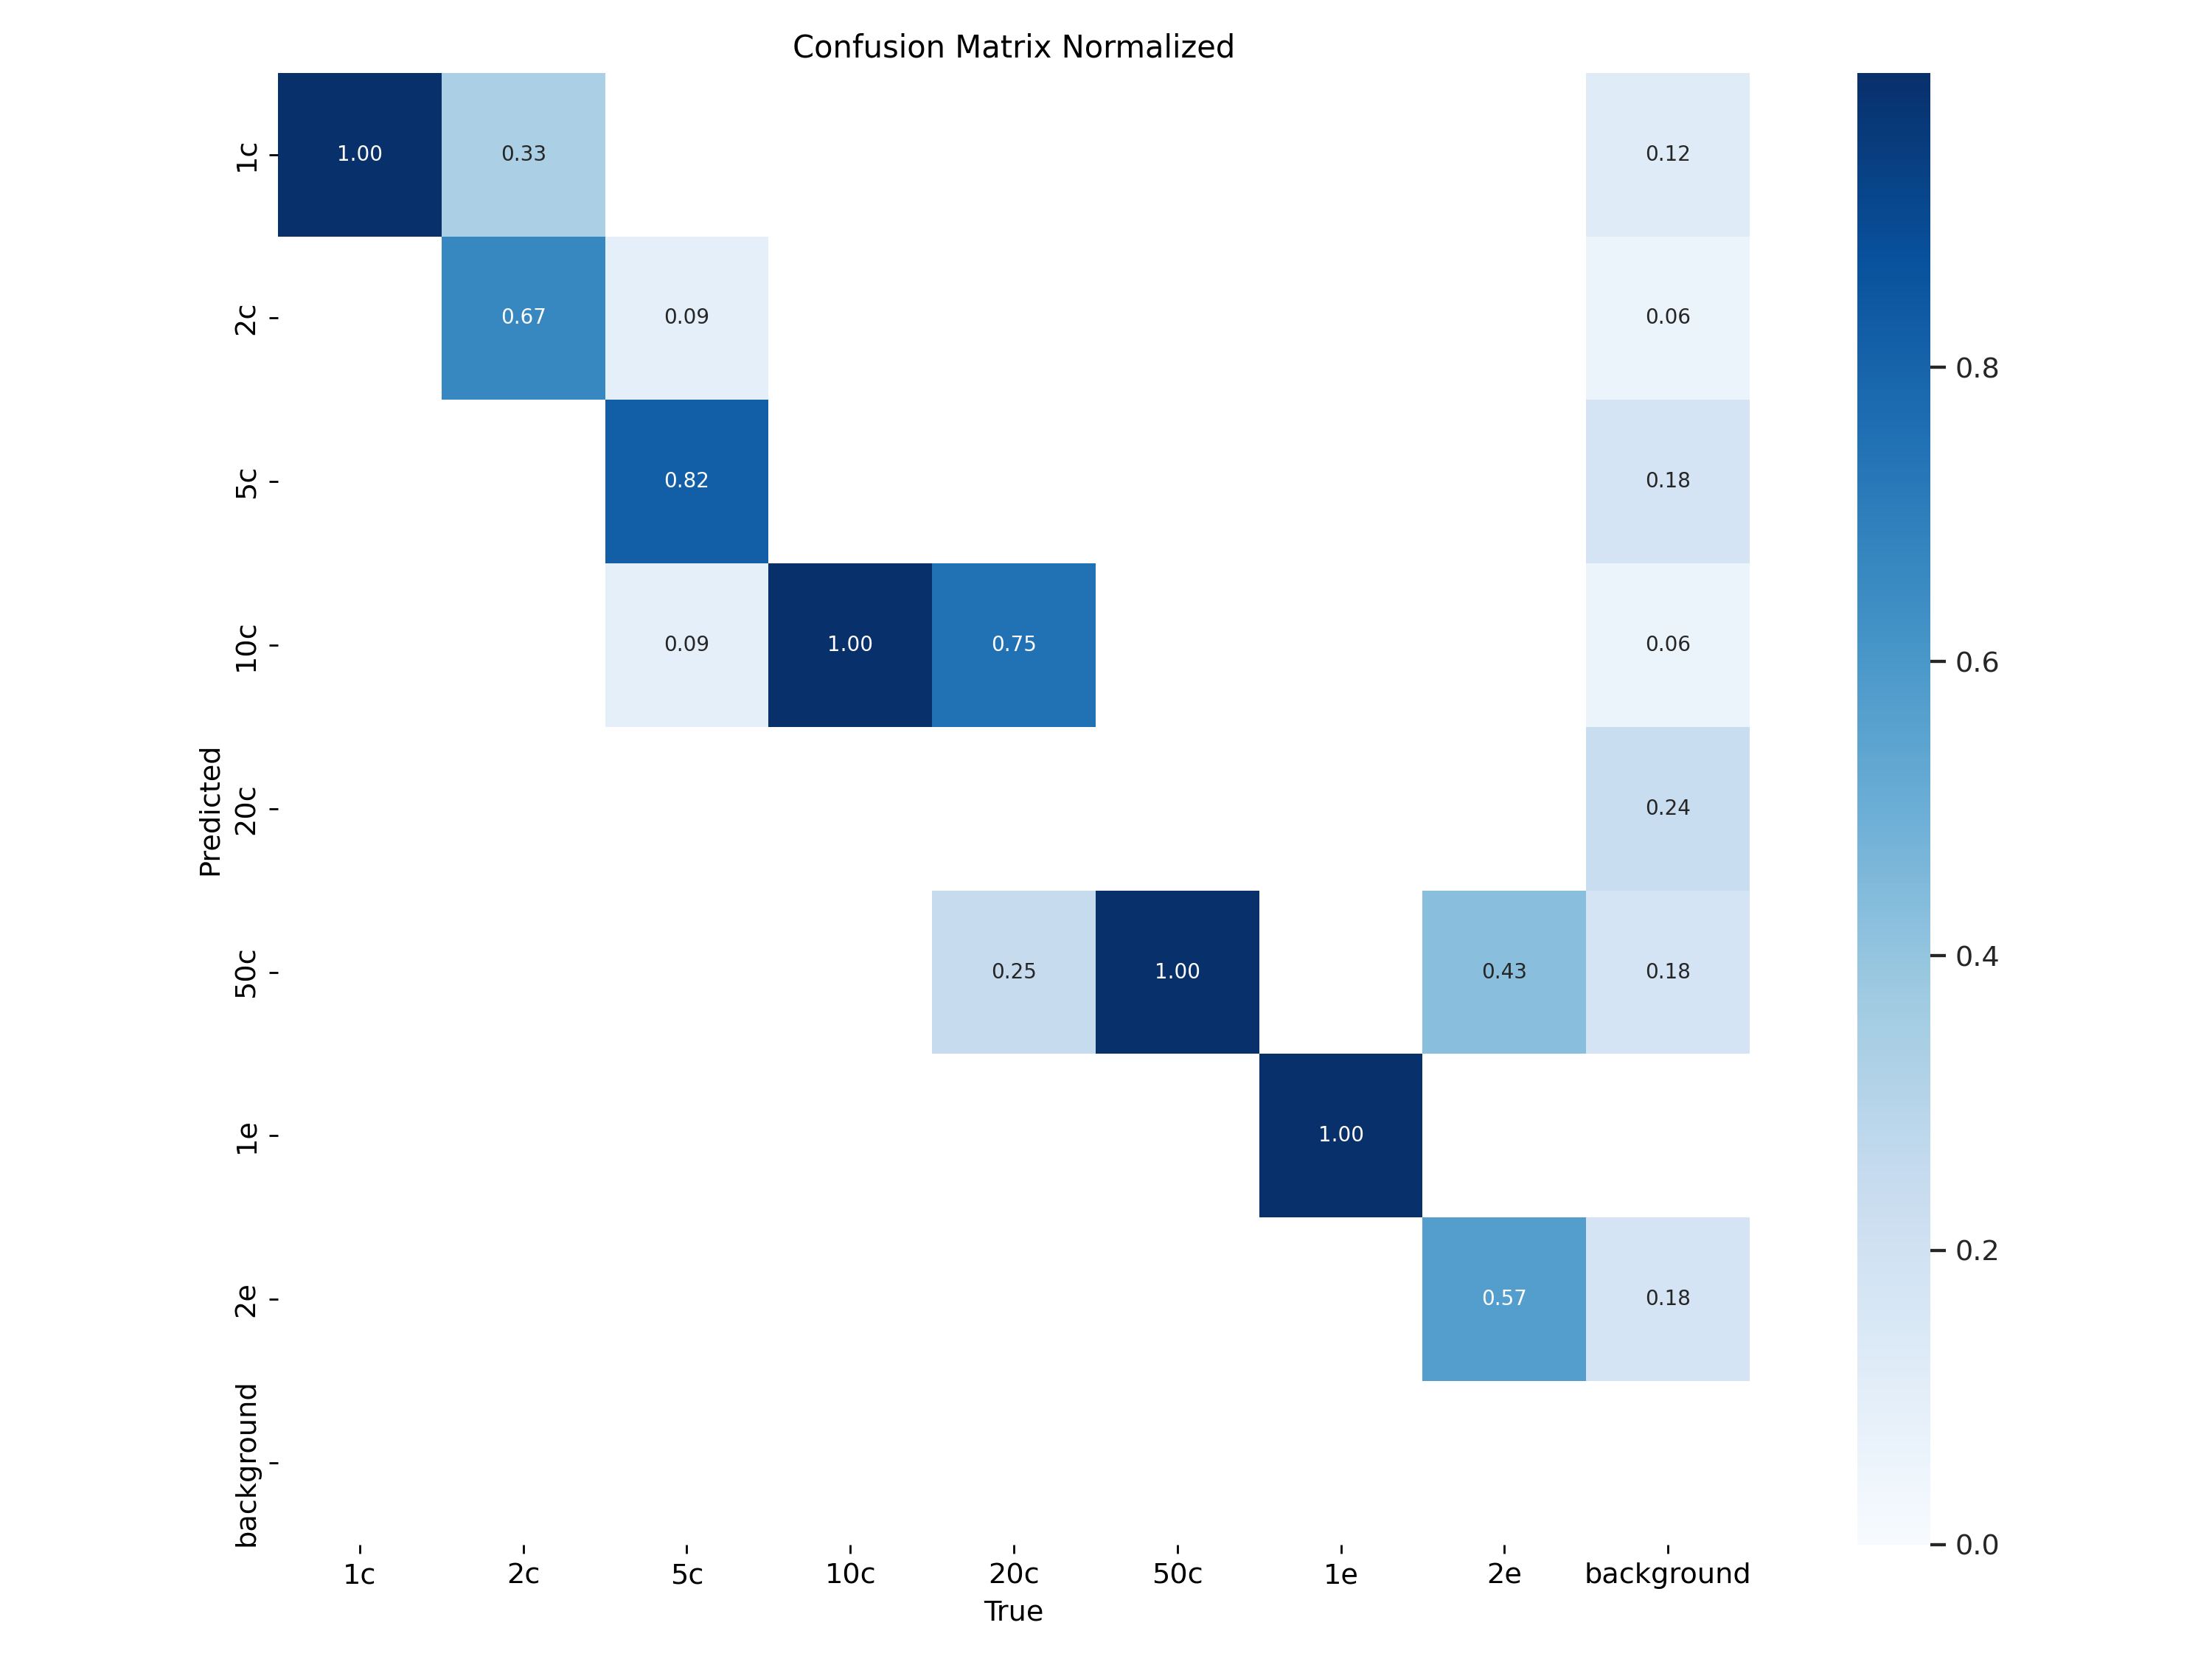 Confusion Matrix Normalized
1c 1.00 0.33 0.12
2c 0.67 0.09 0.06
0.8
5c 0.82 0.18
10c 0.09 1.00 0.75 0.06
0.6
Predicted
20c 0.24
50c 0.25 1.00 0.43 0.18
0.4
1e 1.00
0.2
2e 0.57 0.18
background
0.0
1c 2c 5c 10c 20c 50c 1e 2e background
True